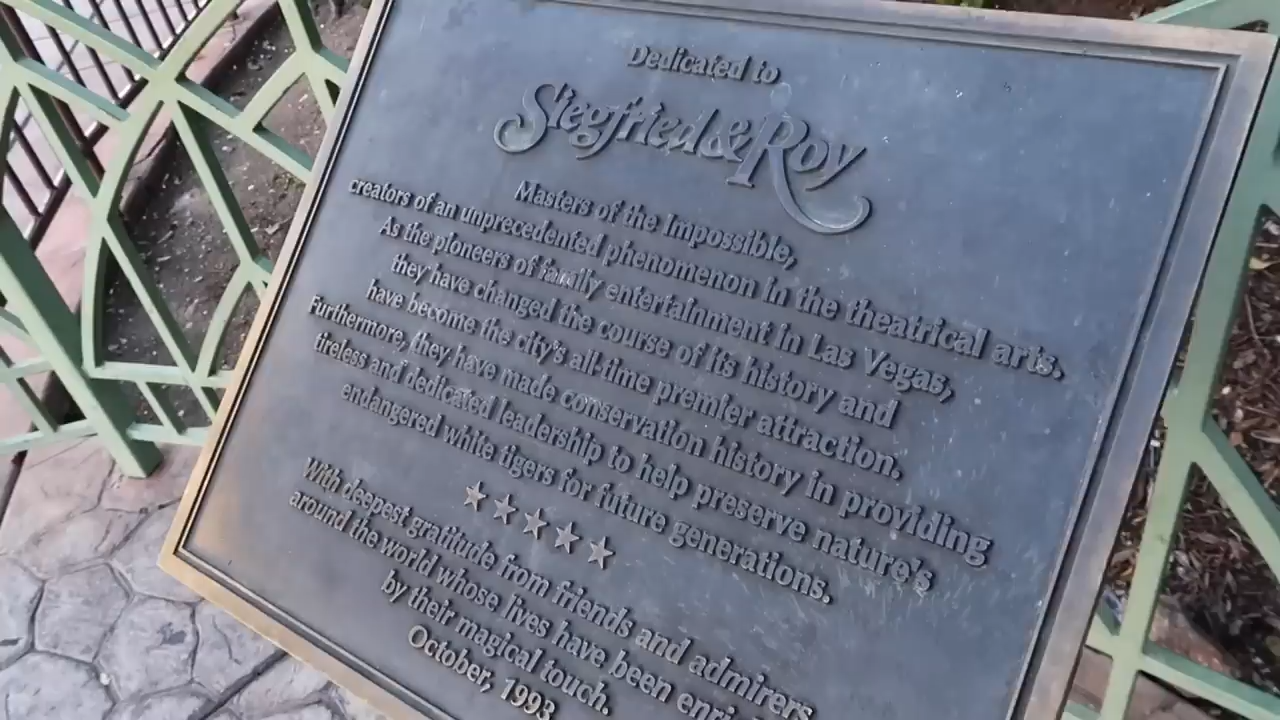 Dedicated to
Siegfried & Roy
Masters of the Impossible,
creators of an unprecedented phenomenon in the theatrical arts.
As the pioneers of family entertainment in Las Vegas,
they have changed the course of its history and
have become the city's all-time premier attraction.
Furthermore, they have made conservation history in providing
tireless and dedicated leadership to help preserve nature's
endangered white tigers for future generations.
With deepest gratitude from friends and admirers
around the world whose lives have been
by their magical touch.
October, 1993